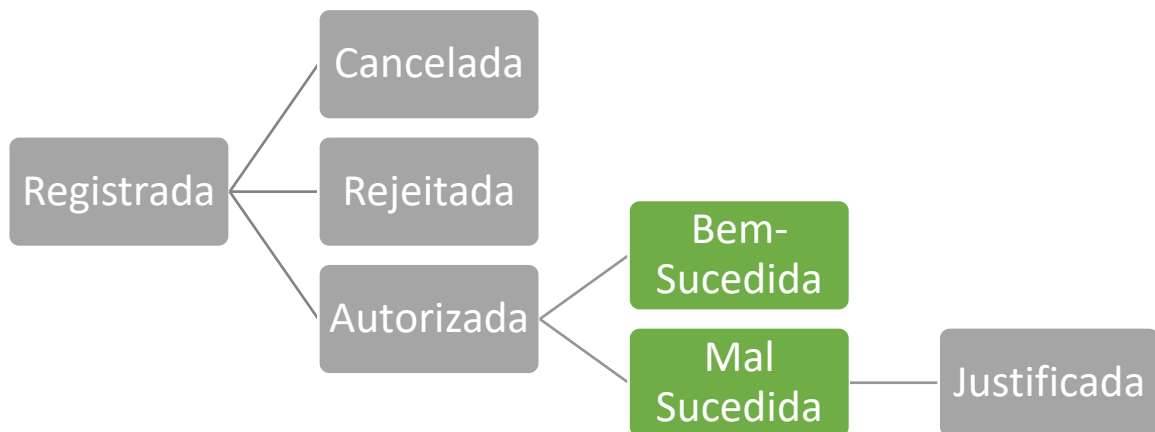 Cancelada
Registrada
Rejeitada
Autorizada
Bem-
Sucedida
Mal
Sucedida
Justificada